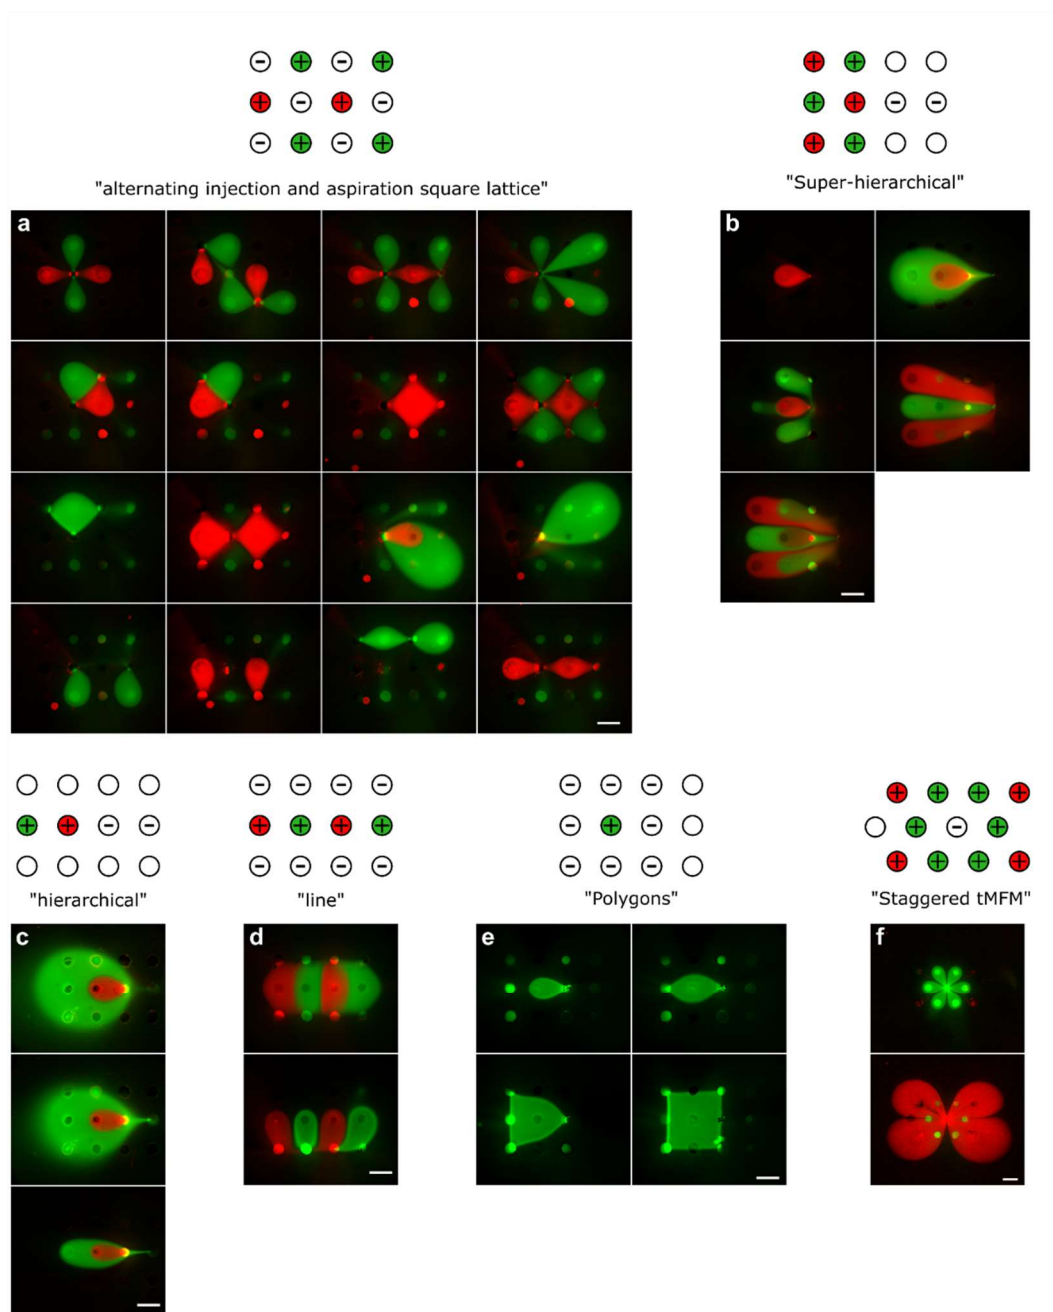 "alternating injection and aspiration square lattice"
"Super-hierarchical"
a
b
"hierarchical"
"line"
"Polygons"
"Staggered tMFM"
c
d
e
f